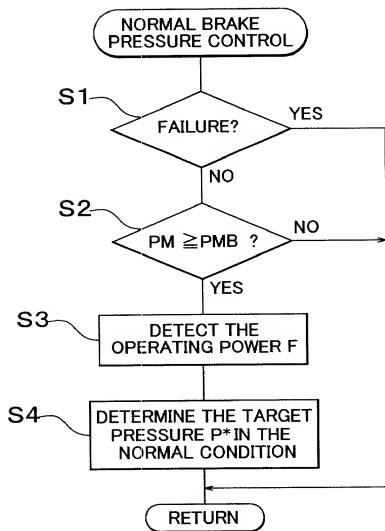 NORMAL BRAKE
PRESSURE CONTROL
S1
FAILURE?
YES
NO
S2
PM ≧PMB ?
NO
YES
S3
DETECT THE
OPERATING POWER F
S4
DETERMINE THE TARGET
PRESSURE P* IN THE
NORMAL CONDITION
RETURN